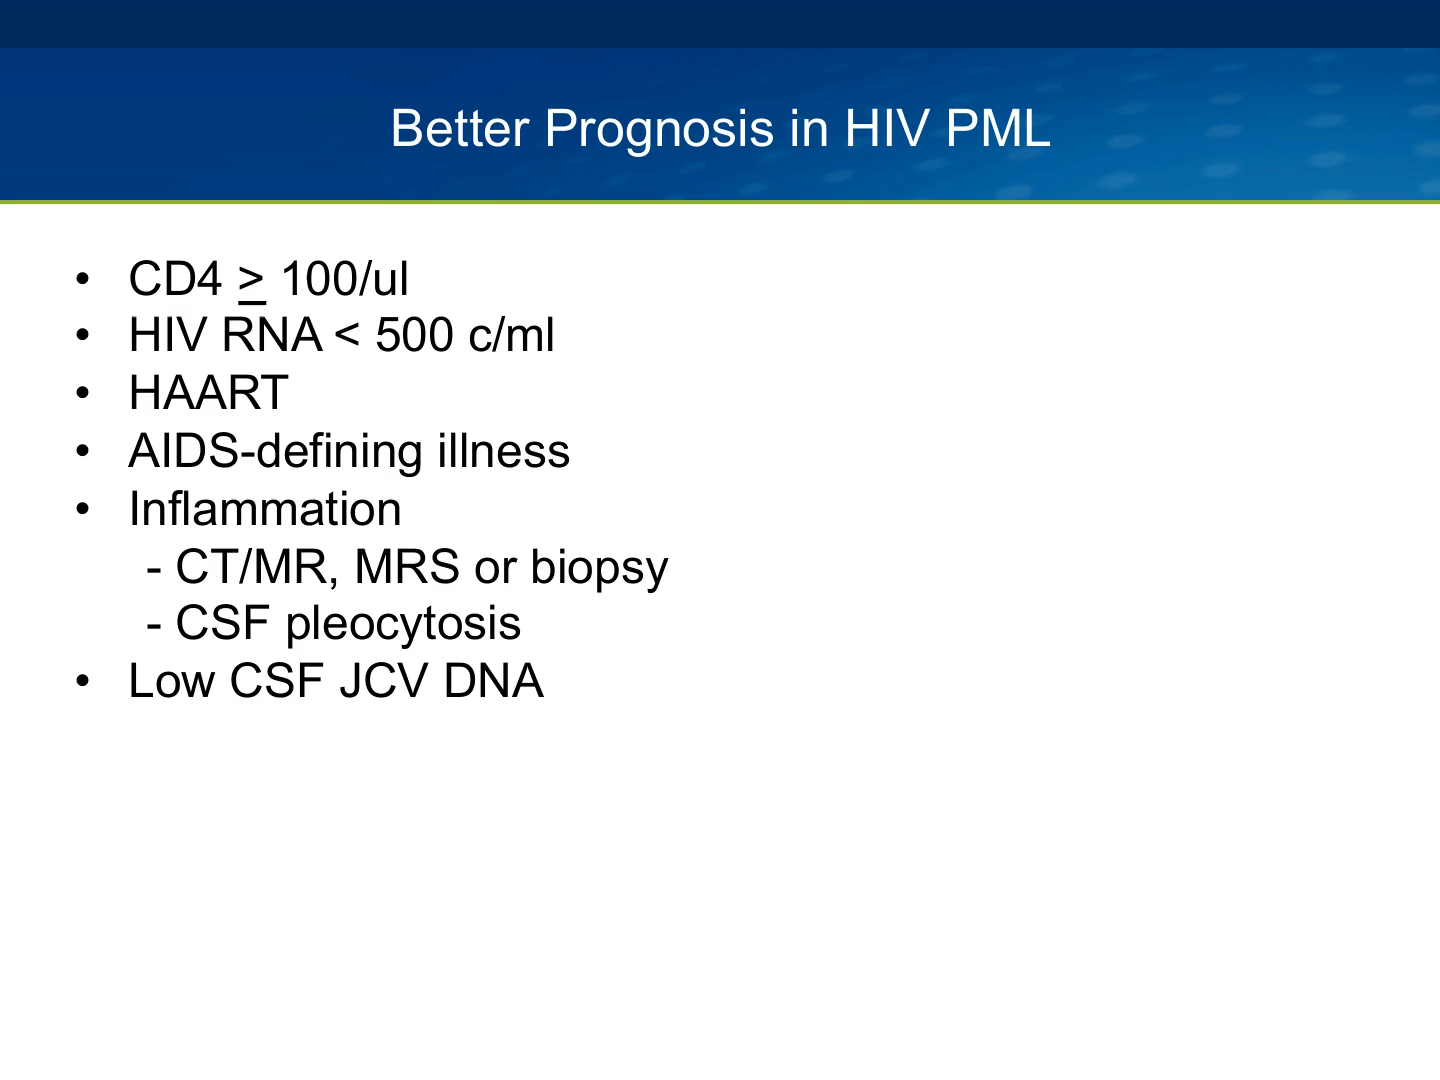 Better Prognosis in HIV PML
• CD4 ≥ 100/ul
• HIV RNA < 500 c/ml
• HAART
• AIDS-defining illness
• Inflammation
- CT/MR, MRS or biopsy
- CSF pleocytosis
• Low CSF JCV DNA